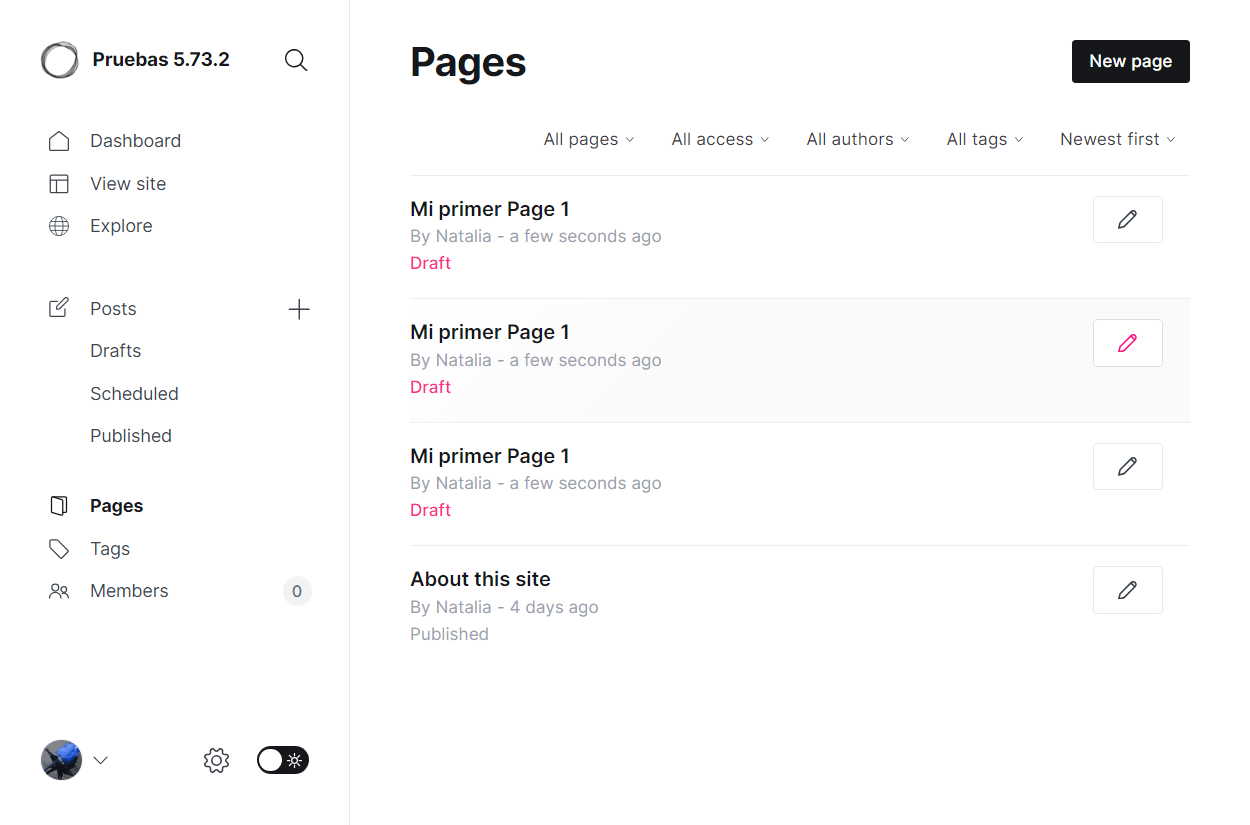 Pruebas 5.73.2
Dashboard
View site
Explore
Posts
Drafts
Scheduled
Published
Pages
Tags
Members 0
Pages
New page
All pages All access All authors All tags Newest first
Mi primer Page 1
By Natalia - a few seconds ago
Draft
Mi primer Page 1
By Natalia - a few seconds ago
Draft
Mi primer Page 1
By Natalia - a few seconds ago
Draft
About this site
By Natalia - 4 days ago
Published